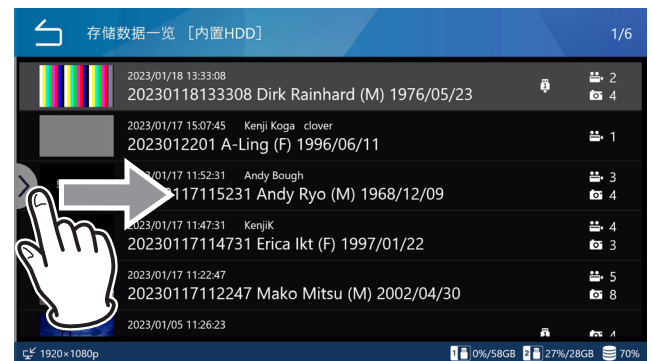 存储数据一览 [内置HDD] 1/6
2023/01/18 13:33:08
20230118133308 Dirk Rainhard (M) 1976/05/23
1
2
4
2023/01/17 15:07:45 Kenji Koga clover
2023012201 A-Ling (F) 1996/06/11
1
/01/17 11:52:31 Andy Bough
117115231 Andy Ryo (M) 1968/12/09
3
4
2023/01/17 11:47:31 KenjiK
20230117114731 Erica Ikt (F) 1997/01/22
4
3
2023/01/17 11:22:47
20230117112247 Mako Mitsu (M) 2002/04/30
5
8
2023/01/05 11:26:23
1920×1080p 1 0%/58GB 2 27%/28GB 70%